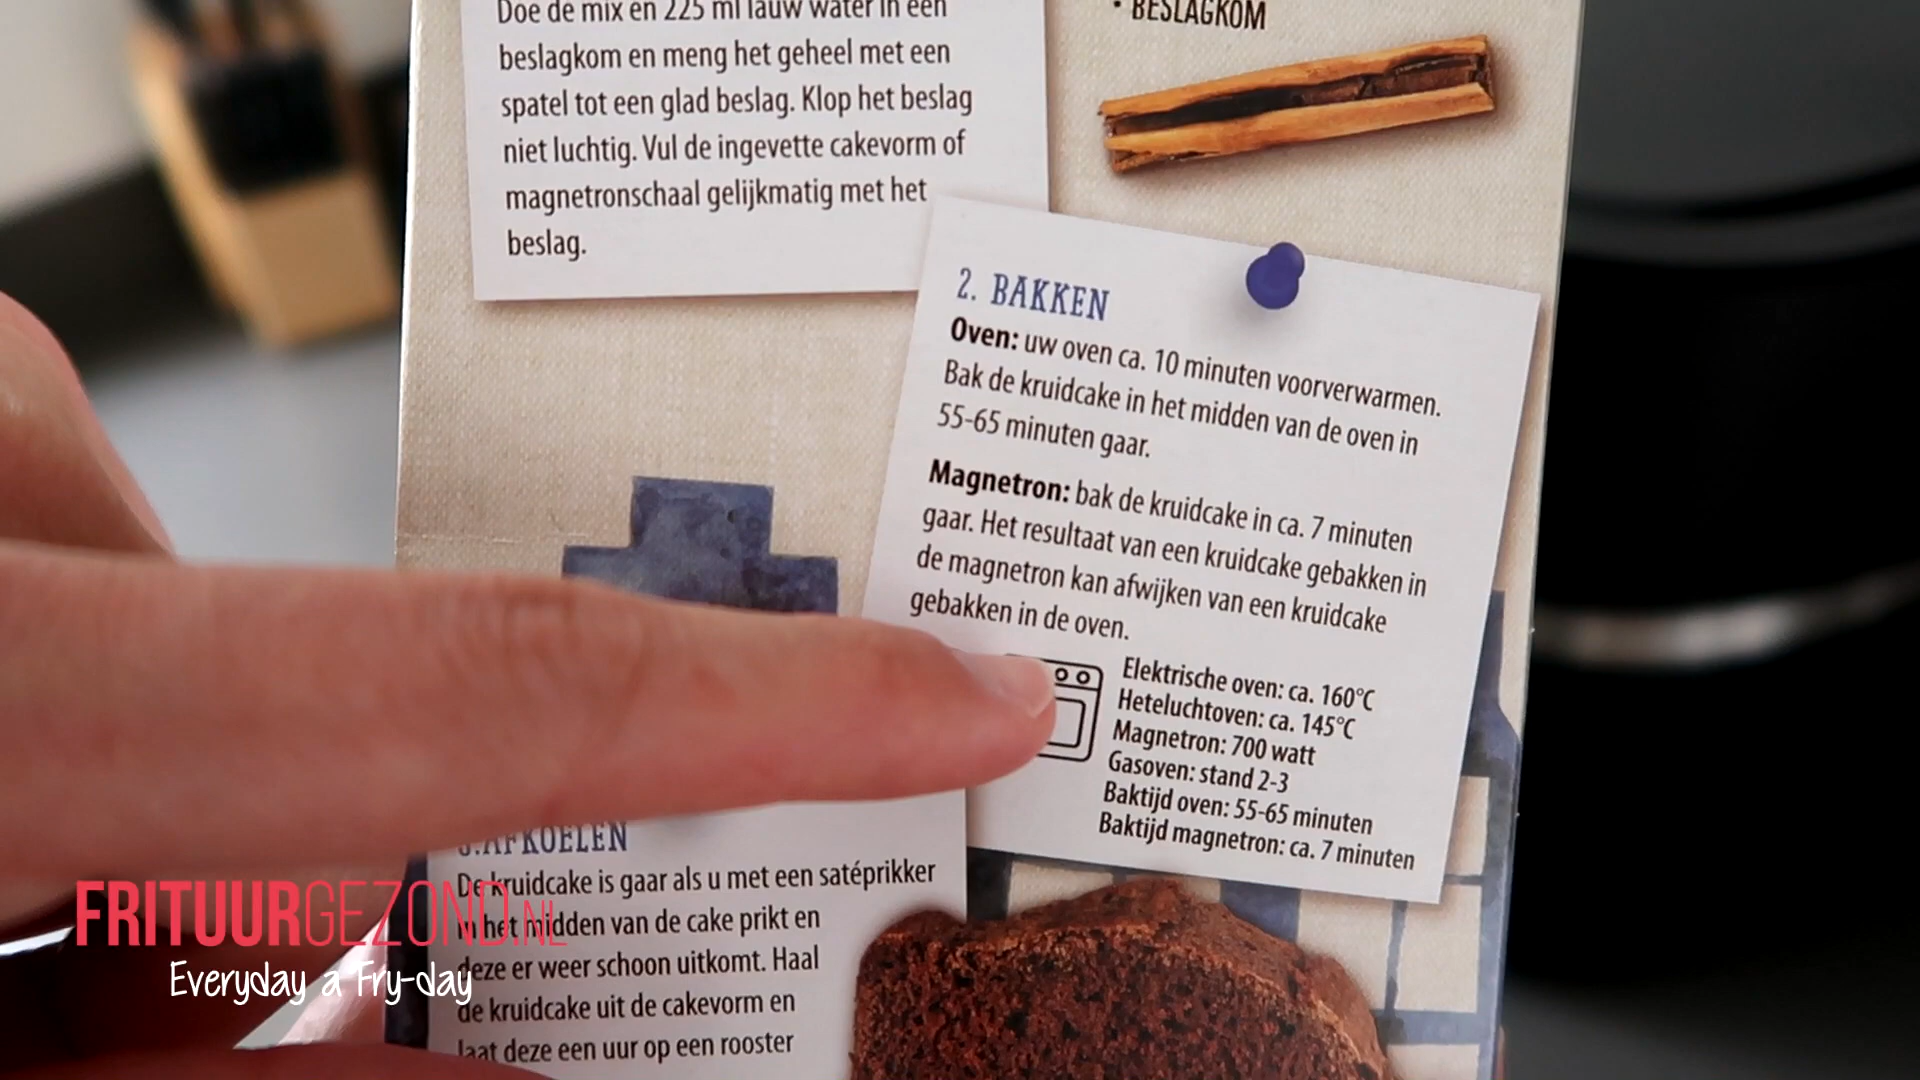 Doe de mix en 225 ml lauw water in een
beslagkom en meng het geheel met een
spatel tot een glad beslag. Klop het beslag
niet luchtig. Vul de ingevette cakevorm of
magnetronschaal gelijkmatig met het
beslag.
• BESLAGKOM
2. BAKKEN
Oven: uw oven ca. 10 minuten voorverwarmen.
Bak de kruidcake in het midden van de oven in
55-65 minuten gaar.
Magnetron: bak de kruidcake in ca. 7 minuten
gaar. Het resultaat van een kruidcake gebakken in
de magnetron kan afwijken van een kruidcake
gebakken in de oven.
Elektrische oven: ca. 160°C
Heteluchtoven: ca. 145°C
Magnetron: 700 watt
Gasoven: stand 2-3
Baktijd oven: 55-65 minuten
Baktijd magnetron: ca. 7 minuten
3.AFKOELEN
De kruidcake is gaar als u met een satéprikker
in het midden van de cake prikt en
deze er weer schoon uitkomt. Haal
de kruidcake uit de cakevorm en
laat deze een uur op een rooster
FRITUURGEZOND.NL
Everyday a Fry-day